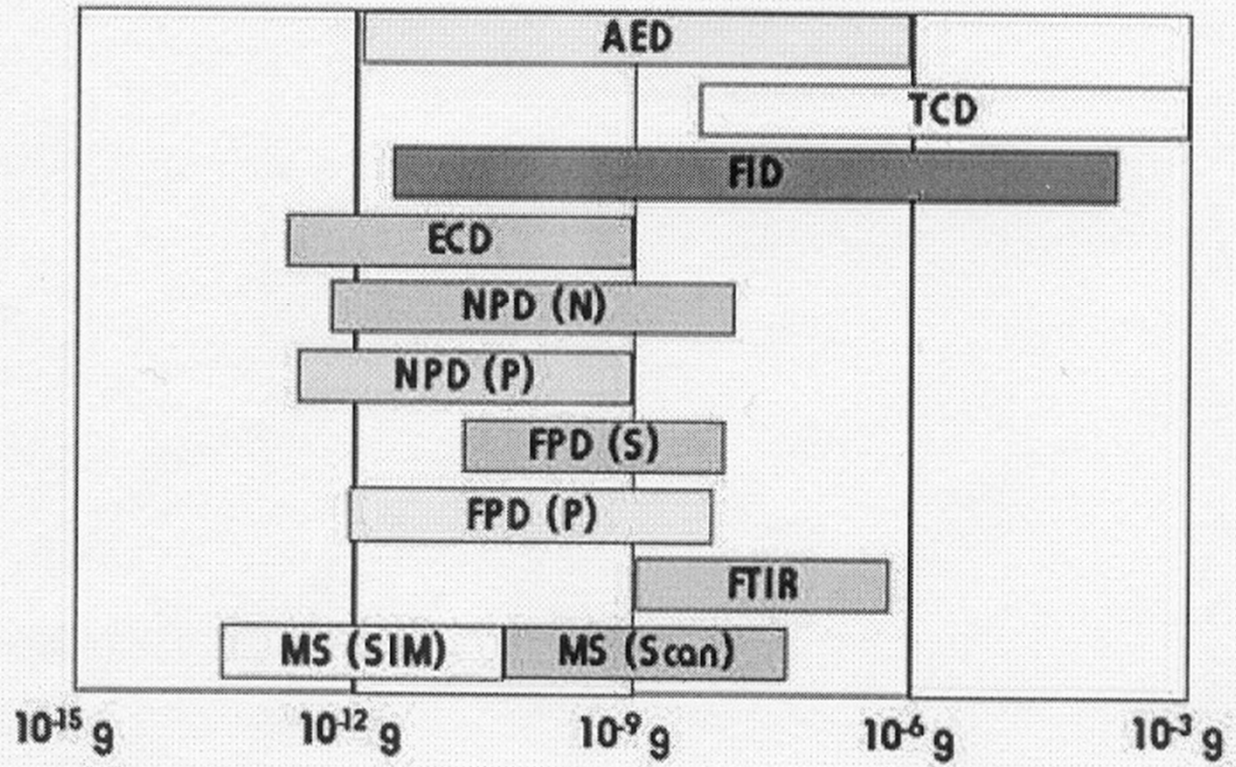 AED
TCD
FID
ECD
NPD (N)
NPD (P)
FPD (S)
FPD (P)
FTIR
MS (SIM) MS (Scan)
10⁻¹⁵ g 10⁻¹² g 10⁻⁹ g 10⁻⁶ g 10⁻³ g